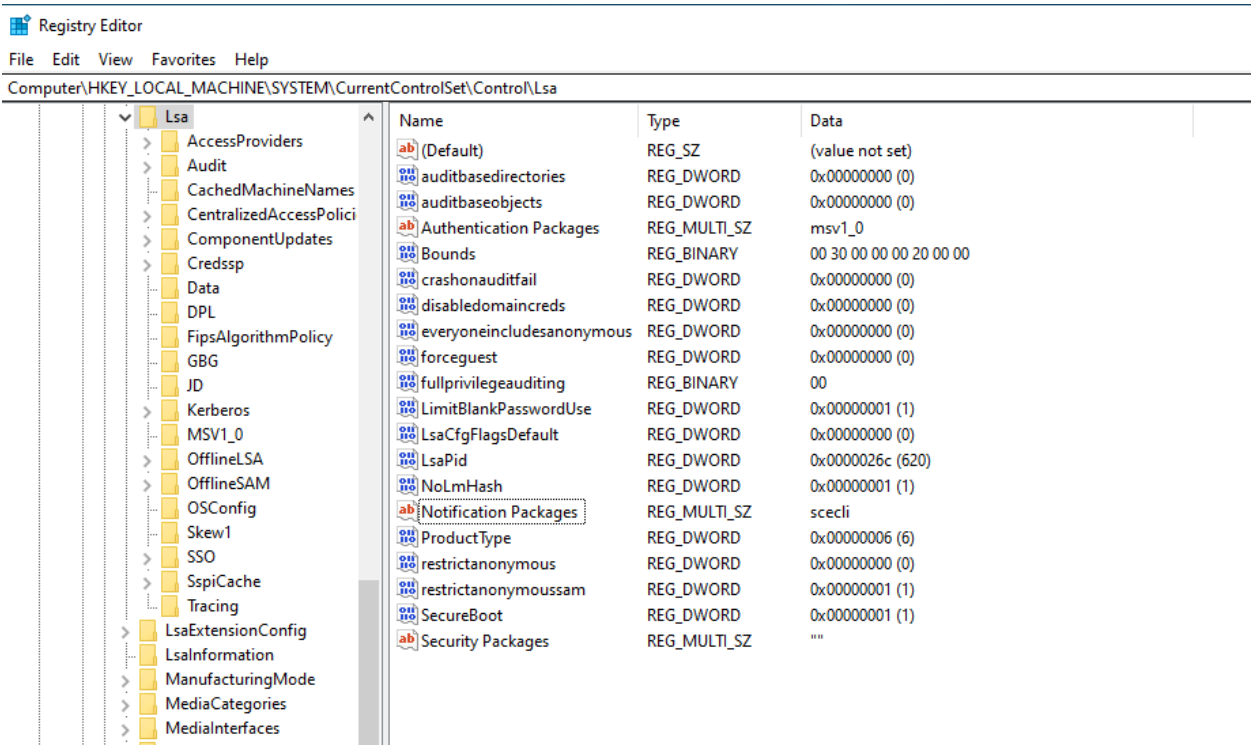 Registry Editor
File Edit View Favorites Help
Computer\HKEY_LOCAL_MACHINE\SYSTEM\CurrentControlSet\Control\Lsa
Lsa
AccessProviders
Audit
CachedMachineNames
CentralizedAccessPolici
ComponentUpdates
Credssp
Data
DPL
FipsAlgorithmPolicy
GBG
JD
Kerberos
MSV1_0
OfflineLSA
OfflineSAM
OSConfig
Skew1
SSO
SspiCache
Tracing
LsaExtensionConfig
LsaInformation
ManufacturingMode
MediaCategories
MediaInterfaces
Name Type Data
(Default) REG_SZ (value not set)
auditbasedirectories REG_DWORD 0x00000000 (0)
auditbaseobjects REG_DWORD 0x00000000 (0)
Authentication Packages REG_MULTI_SZ msv1_0
Bounds REG_BINARY 00 30 00 00 00 20 00 00
crashonauditfail REG_DWORD 0x00000000 (0)
disabledomaincreds REG_DWORD 0x00000000 (0)
everyoneincludesanonymous REG_DWORD 0x00000000 (0)
forceguest REG_DWORD 0x00000000 (0)
fullprivilegeauditing REG_BINARY 00
LimitBlankPasswordUse REG_DWORD 0x00000001 (1)
LsaCfgFlagsDefault REG_DWORD 0x00000000 (0)
LsaPid REG_DWORD 0x0000026c (620)
NoLmHash REG_DWORD 0x00000001 (1)
Notification Packages REG_MULTI_SZ scecli
ProductType REG_DWORD 0x00000006 (6)
restrictanonymous REG_DWORD 0x00000000 (0)
restrictanonymoussam REG_DWORD 0x00000001 (1)
SecureBoot REG_DWORD 0x00000001 (1)
Security Packages REG_MULTI_SZ ""